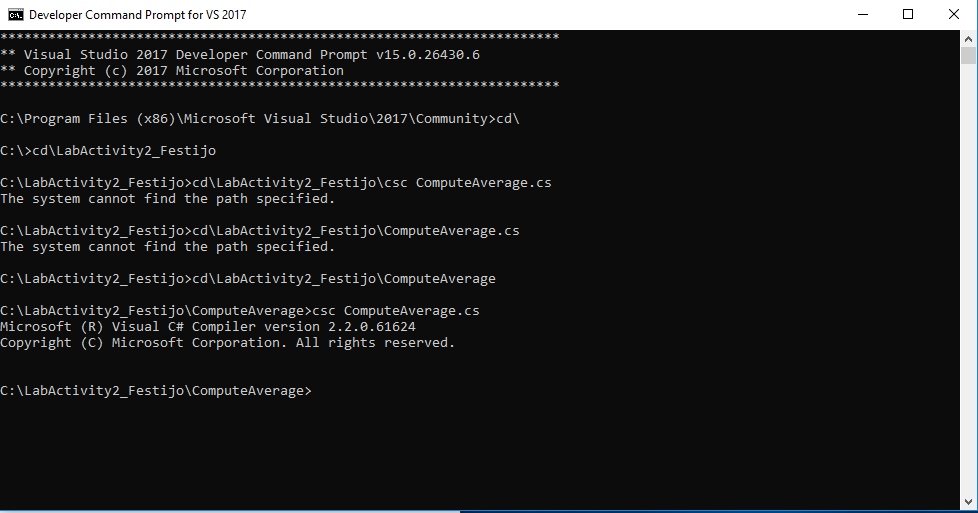 Developer Command Prompt for VS 2017
**********************************************************************
** Visual Studio 2017 Developer Command Prompt v15.0.26430.6
** Copyright (c) 2017 Microsoft Corporation
**********************************************************************
C:\Program Files (x86)\Microsoft Visual Studio\2017\Community>cd\
C:\>cd\LabActivity2_Festijo
C:\LabActivity2_Festijo>cd\LabActivity2_Festijo\csc ComputeAverage.cs
The system cannot find the path specified.
C:\LabActivity2_Festijo>cd\LabActivity2_Festijo\ComputeAverage.cs
The system cannot find the path specified.
C:\LabActivity2_Festijo>cd\LabActivity2_Festijo\ComputeAverage
C:\LabActivity2_Festijo\ComputeAverage>csc ComputeAverage.cs
Microsoft (R) Visual C# Compiler version 2.2.0.61624
Copyright (C) Microsoft Corporation. All rights reserved.
C:\LabActivity2_Festijo\ComputeAverage>